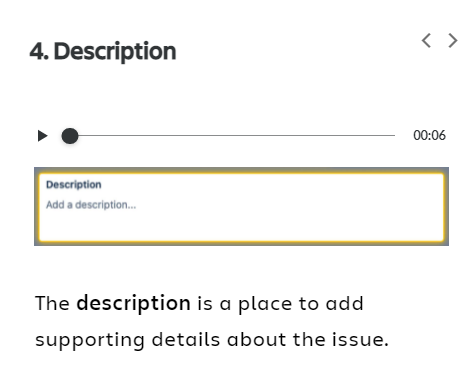 4. Description
00:06
Description
Add a description...
The description is a place to add
supporting details about the issue.